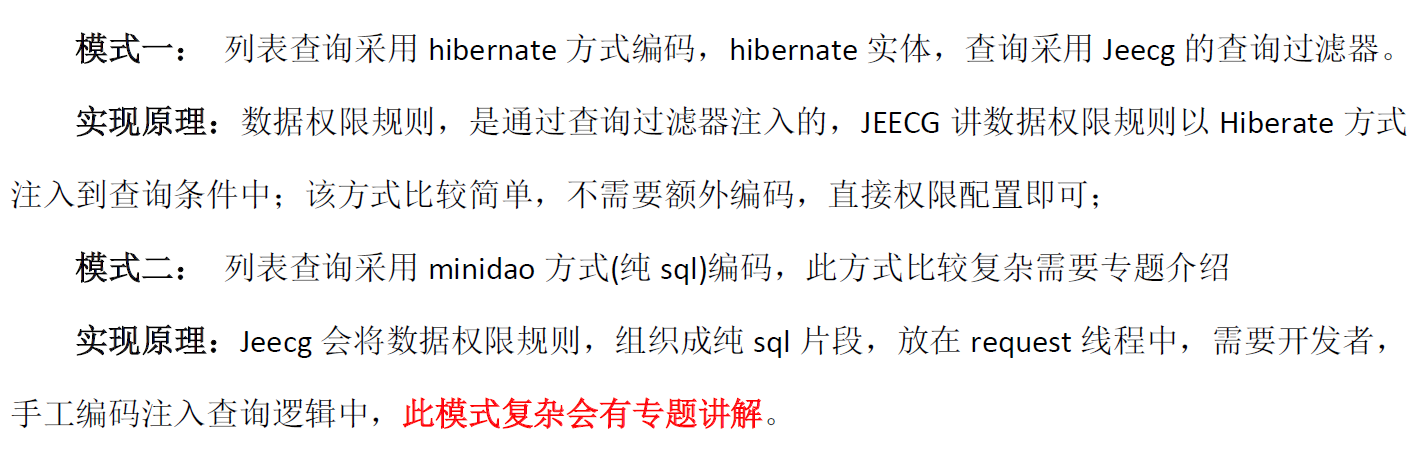 模式一： 列表查询采用 hibernate 方式编码，hibernate 实体，查询采用 Jeecg 的查询过滤器。
实现原理：数据权限规则，是通过查询过滤器注入的，JEECG 讲数据权限规则以 Hiberate 方式
注入到查询条件中；该方式比较简单，不需要额外编码，直接权限配置即可；
模式二： 列表查询采用 minidao 方式(纯 sql)编码，此方式比较复杂需要专题介绍
实现原理：Jeecg 会将数据权限规则，组织成纯 sql 片段，放在 request 线程中，需要开发者，
手工编码注入查询逻辑中，此模式复杂会有专题讲解。